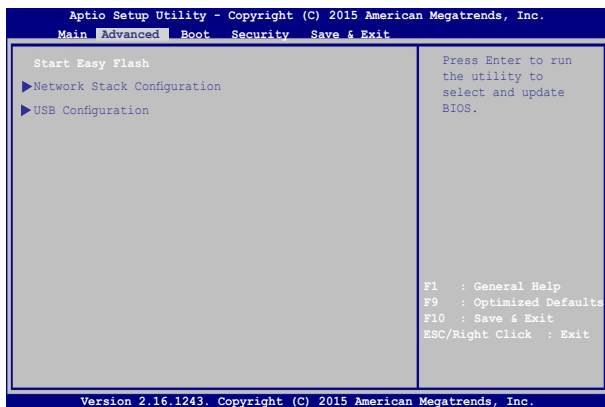 Aptio Setup Utility - Copyright (C) 2015 American Megatrends, Inc.
Main Advanced Boot Security Save & Exit
Start Easy Flash
Network Stack Configuration
USB Configuration
Press Enter to run
the utility to
select and update
BIOS.
F1 : General Help
F9 : Optimized Defaults
F10 : Save & Exit
ESC/Right Click : Exit
Version 2.16.1243. Copyright (C) 2015 American Megatrends, Inc.